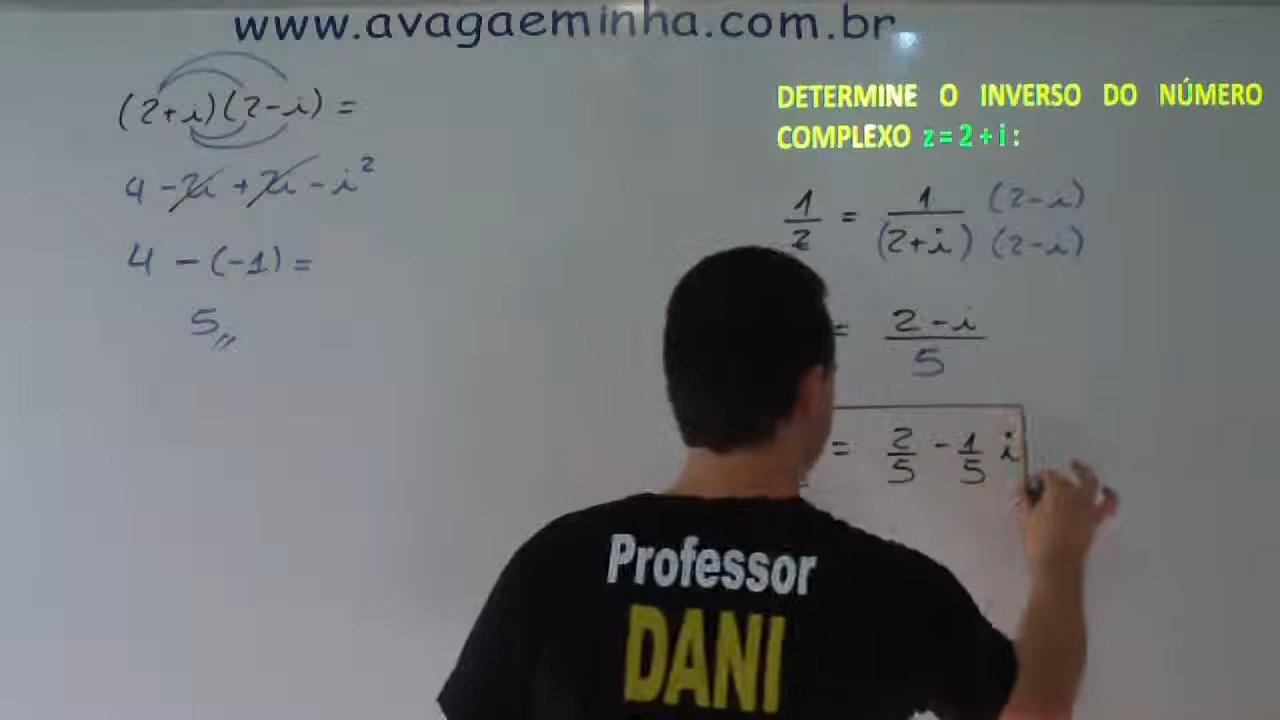 www.avagaeminha.com.br
(2+i)(2-i) =
4 - 2i + 2i - i²
4 - (-1) =
5,,
DETERMINE O INVERSO DO NÚMERO
COMPLEXO z = 2 + i :
1/z = 1/(2+i) (2-i)/(2-i)
= 2-i/5
= 2/5 - 1/5 i
Professor
DANI